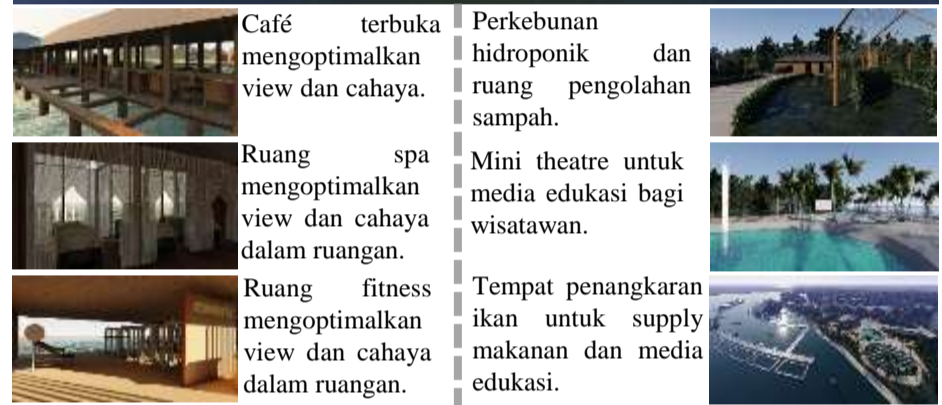 Café terbuka
mengoptimalkan
view dan cahaya.
Ruang spa
mengoptimalkan
view dan cahaya
dalam ruangan.
Ruang fitness
mengoptimalkan
view dan cahaya
dalam ruangan.
Perkebunan
hidroponik dan
ruang pengolahan
sampah.
Mini theatre untuk
media edukasi bagi
wisatawan.
Tempat penangkaran
ikan untuk supply
makanan dan media
edukasi.